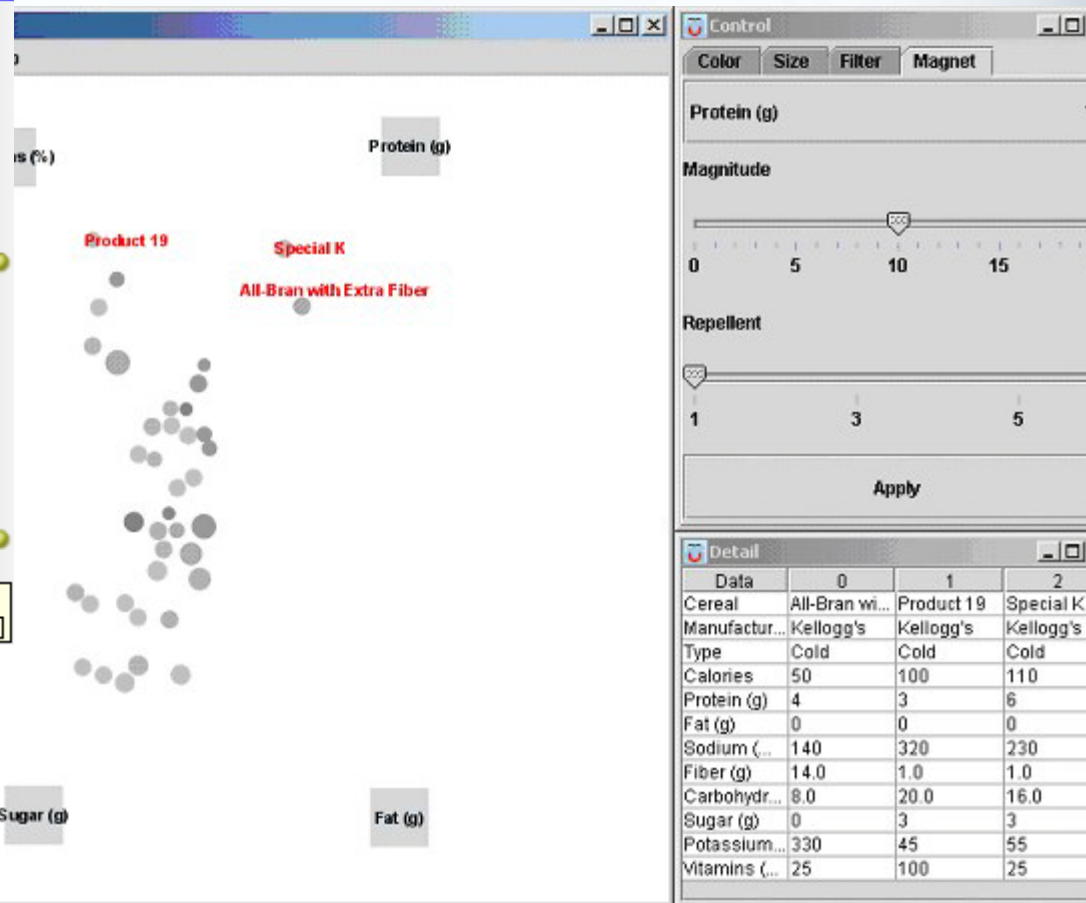 s (%)
Protein (g)
Product 19
Special K
All-Bran with Extra Fiber
Sugar (g)
Fat (g)
Control
Color Size Filter Magnet
Protein (g)
Magnitude
0 5 10 15
Repellent
1 3 5
Apply
Detail
Data 0 1 2
Cereal All-Bran wi... Product 19 Special K
Manufactur... Kellogg's Kellogg's Kellogg's
Type Cold Cold Cold
Calories 50 100 110
Protein (g) 4 3 6
Fat (g) 0 0 0
Sodium (... 140 320 230
Fiber (g) 14.0 1.0 1.0
Carbohydr... 8.0 20.0 16.0
Sugar (g) 0 3 3
Potassium... 330 45 55
Vitamins (... 25 100 25